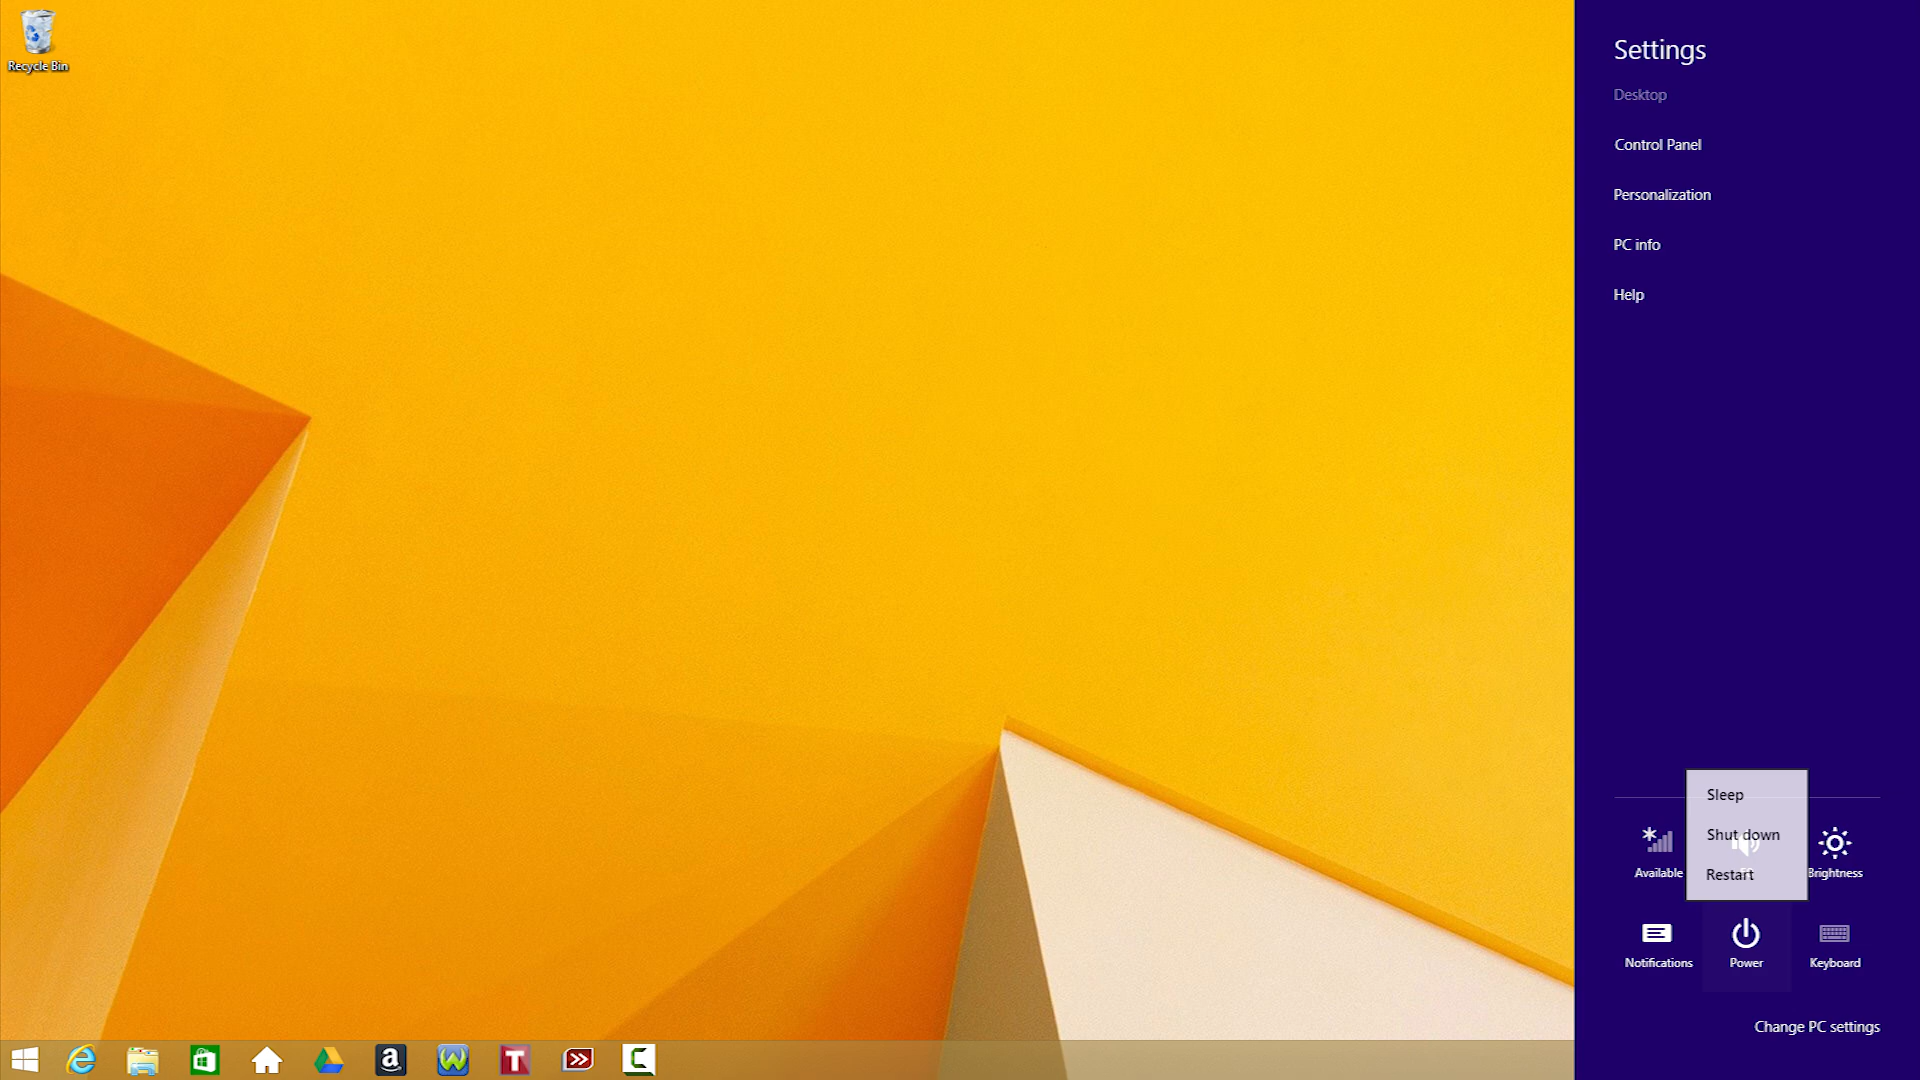 Recycle Bin
Settings
Desktop
Control Panel
Personalization
PC info
Help
Sleep
Shut down
Restart
Available
Brightness
Notifications
Power
Keyboard
Change PC settings